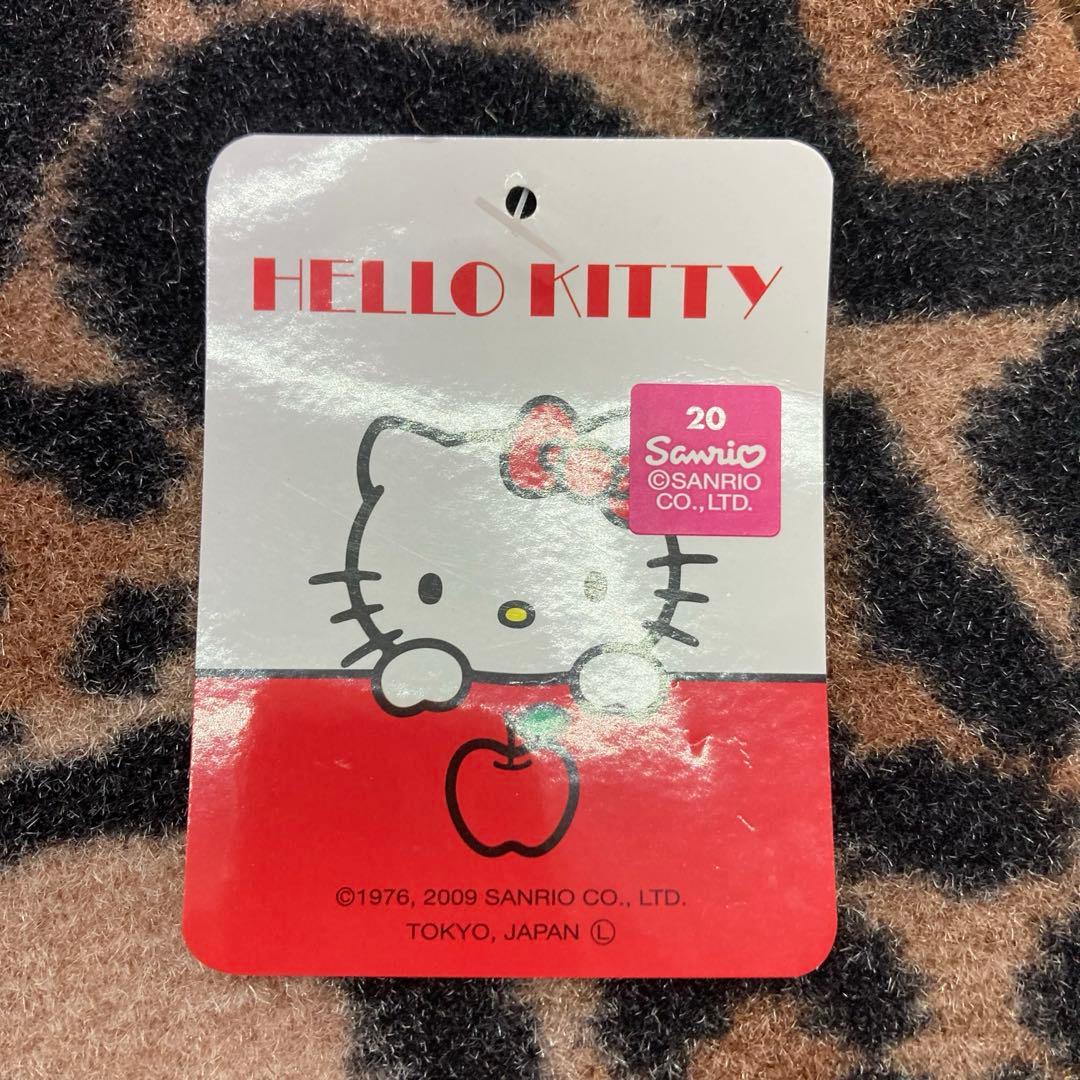 HELLO KITTY
20
Sanrio
©SANRIO
CO.,LTD.
©1976, 2009 SANRIO CO., LTD.
TOKYO, JAPAN Ⓛ